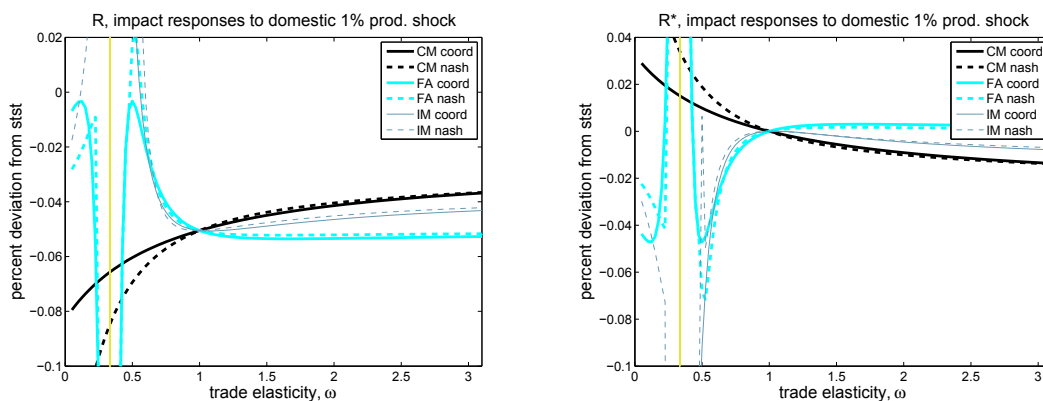 R, impact responses to domestic 1% prod. shock
percent deviation from stst
0.02
0
−0.02
−0.04
−0.06
−0.08
−0.1
0
0.5
1
1.5
2
2.5
3
trade elasticity, ω
CM coord
CM nash
FA coord
FA nash
IM coord
IM nash
R*, impact responses to domestic 1% prod. shock
percent deviation from stst
0.04
0.02
0
−0.02
−0.04
−0.06
−0.08
−0.1
0
0.5
1
1.5
2
2.5
3
trade elasticity, ω
CM coord
CM nash
FA coord
FA nash
IM coord
IM nash